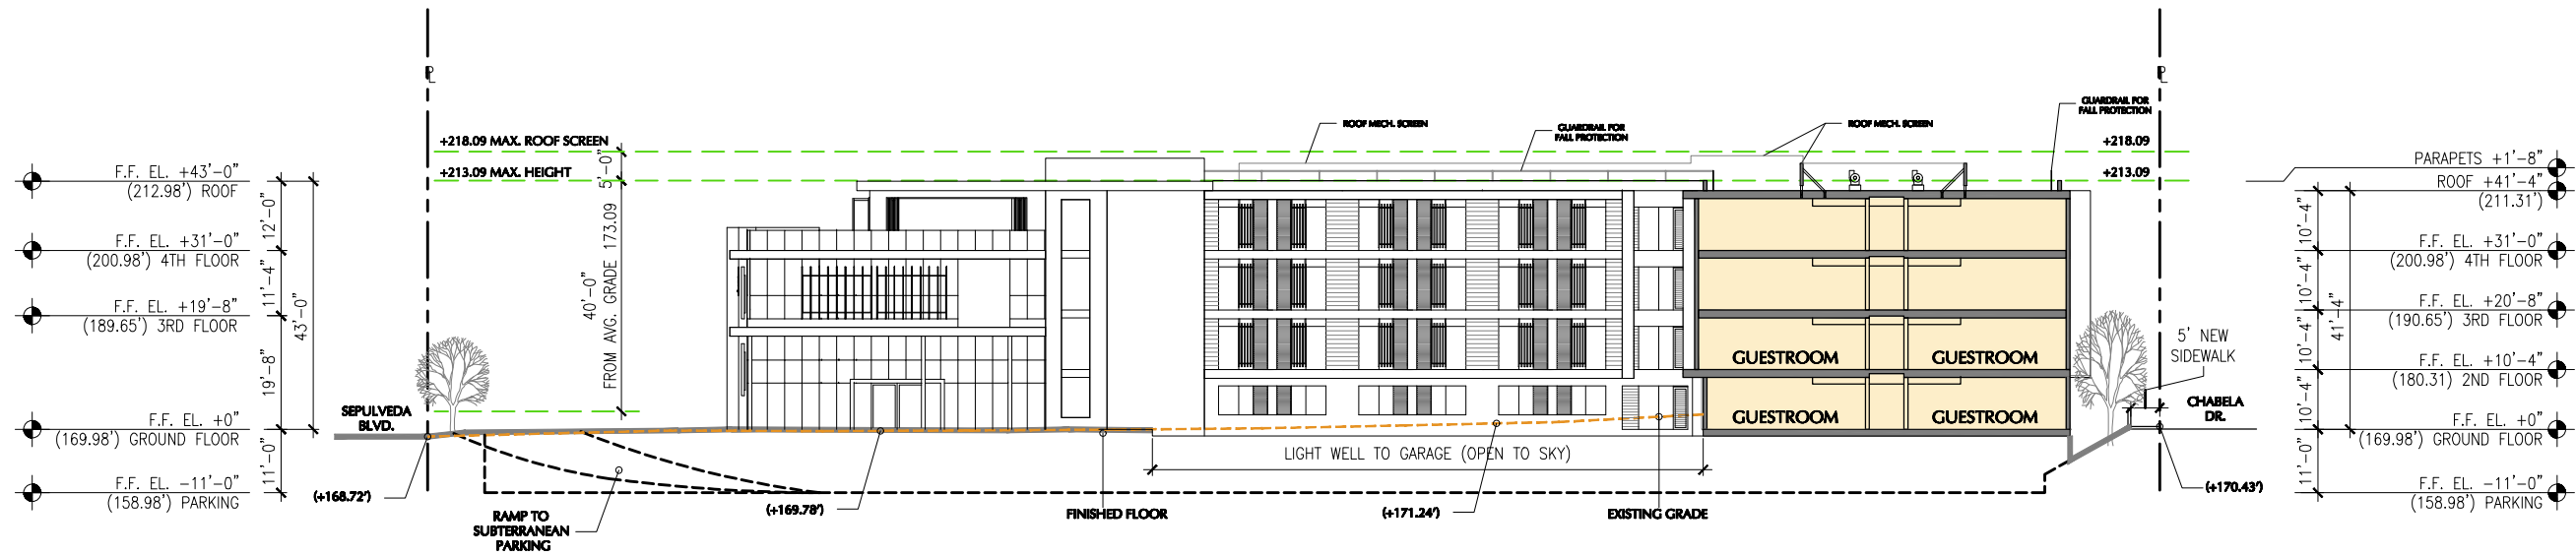 F.F. EL. +43'-0"
(212.98') ROOF
F.F. EL. +31'-0"
(200.98') 4TH FLOOR
F.F. EL. +19'-8"
(189.65') 3RD FLOOR
F.F. EL. +0"
(169.98') GROUND FLOOR
F.F. EL. -11'-0"
(158.98') PARKING
12'-0"
11'-4"
19'-8"
11'-0"
43'-0"
PL
+218.09 MAX. ROOF SCREEN
+213.09 MAX. HEIGHT
5'-0"
40'-0"
FROM AVG. GRADE 173.09
SEPULVEDA
BLVD.
(+168.72')
RAMP TO
SUBTERRANEAN
PARKING
(+169.78')
FINISHED FLOOR
LIGHT WELL TO GARAGE (OPEN TO SKY)
(+171.24')
EXISTING GRADE
ROOF MECH. SCREEN
GUARDRAIL FOR
FALL PROTECTION
ROOF MECH. SCREEN
GUARDRAIL FOR
FALL PROTECTION
PL
+218.09
+213.09
GUESTROOM
GUESTROOM
GUESTROOM
GUESTROOM
5' NEW
SIDEWALK
CHABELA
DR.
(+170.43')
10'-4"
10'-4"
10'-4"
10'-4"
11'-0"
41'-4"
PARAPETS +1'-8"
ROOF +41'-4"
(211.31')
F.F. EL. +31'-0"
(200.98') 4TH FLOOR
F.F. EL. +20'-8"
(190.65') 3RD FLOOR
F.F. EL. +10'-4"
(180.31) 2ND FLOOR
F.F. EL. +0"
(169.98') GROUND FLOOR
F.F. EL. -11'-0"
(158.98') PARKING